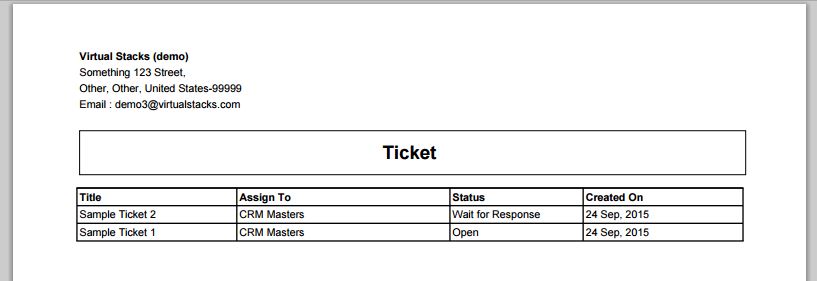 Virtual Stacks (demo)
Something 123 Street,
Other, Other, United States-99999
Email : demo3@virtualstacks.com
Ticket
Title Assign To Status Created On
Sample Ticket 2 CRM Masters Wait for Response 24 Sep, 2015
Sample Ticket 1 CRM Masters Open 24 Sep, 2015